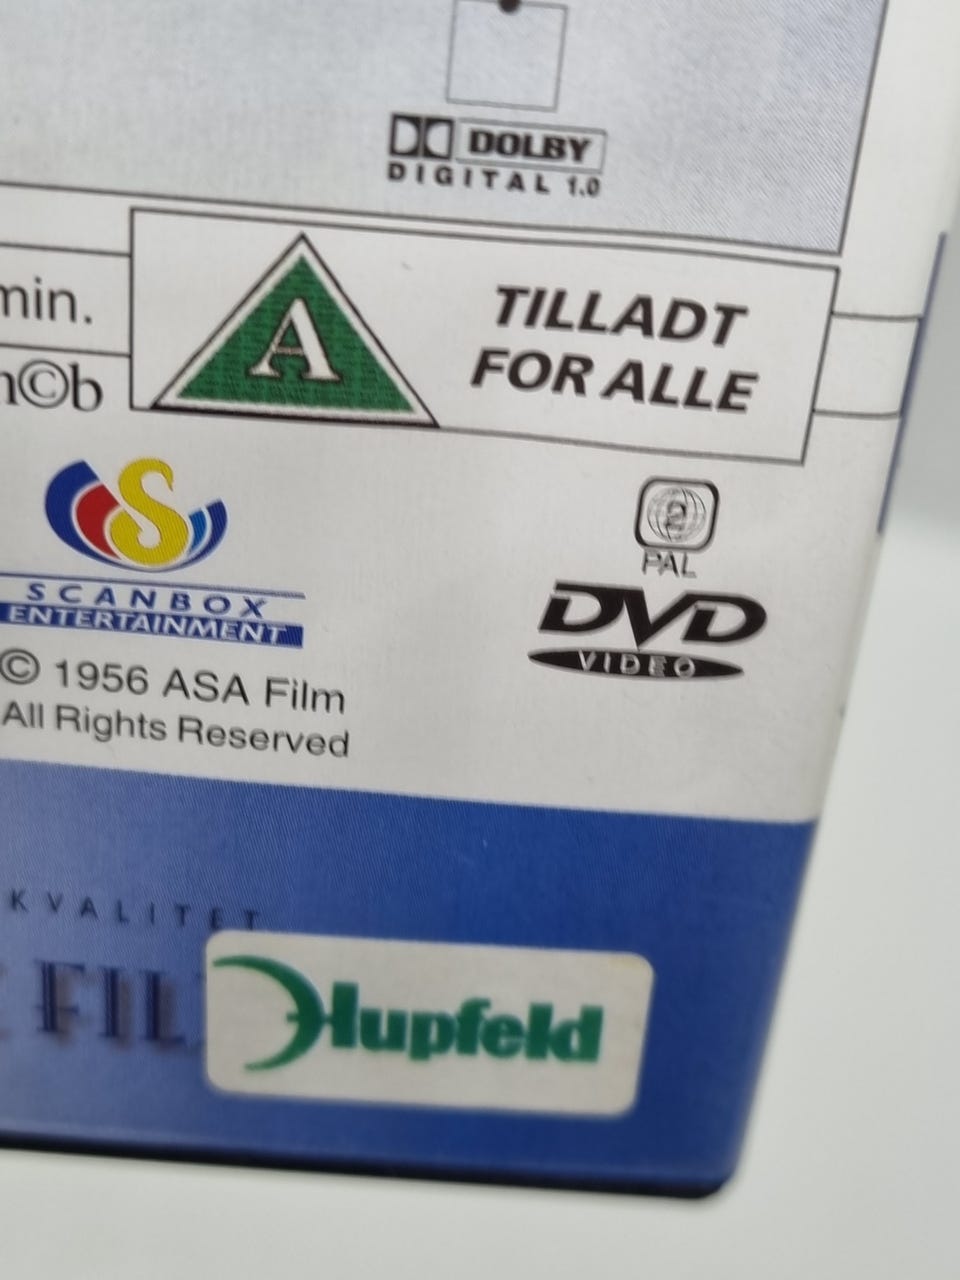 DOLBY
DIGITAL 1.0
min.
A
TILLADT
FOR ALLE
©b
S
SCANBOX
ENTERTAINMENT
2
PAL
DVD
VIDEO
© 1956 ASA Film
All Rights Reserved
KVALITET
FIL
Hupfeld